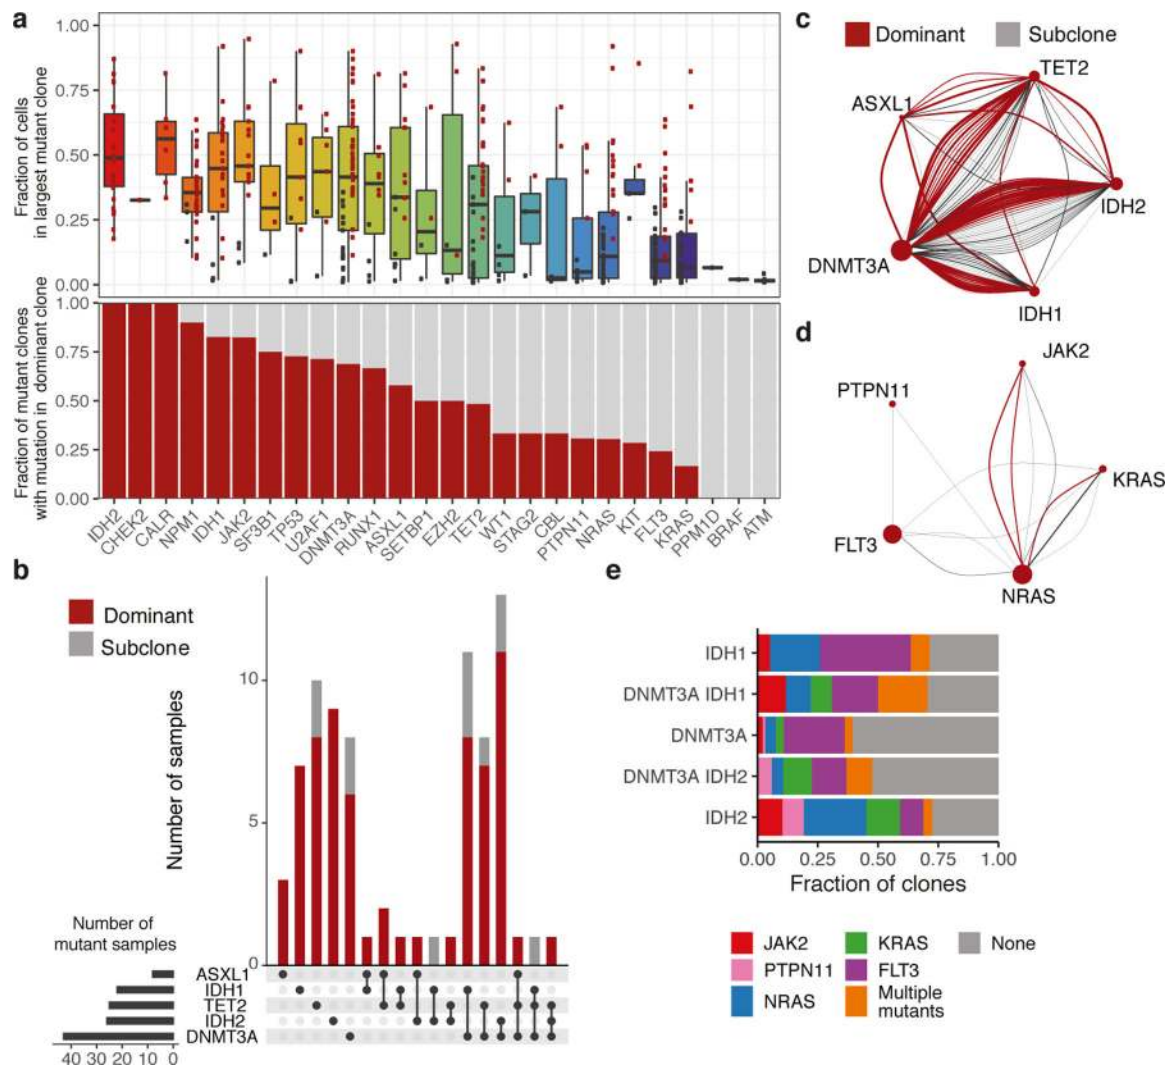 a
1.00
0.75
0.50
0.25
0.00
Fraction of cells
in largest mutant clone
1.00
0.75
0.50
0.25
0.00
Fraction of mutant clones
with mutation in dominant clone
IDH2
CHEK2
CALR
NPM1
IDH1
JAK2
SF3B1
TP53
U2AF1
DNMT3A
RUNX1
ASXL1
SETBP1
EZH2
TET2
WT1
STAG2
CBL
PTPN11
NRAS
KIT
FLT3
KRAS
PPM1D
BRAF
ATM
b
Dominant
Subclone
Number of samples
10
5
0
Number of
mutant samples
ASXL1
IDH1
TET2
IDH2
DNMT3A
40 30 20 10 0
c
Dominant
Subclone
TET2
ASXL1
IDH2
DNMT3A
IDH1
d
JAK2
PTPN11
KRAS
FLT3
NRAS
e
IDH1
DNMT3A IDH1
DNMT3A
DNMT3A IDH2
IDH2
0.00 0.25 0.50 0.75 1.00
Fraction of clones
JAK2
KRAS
None
PTPN11
FLT3
NRAS
Multiple
mutants